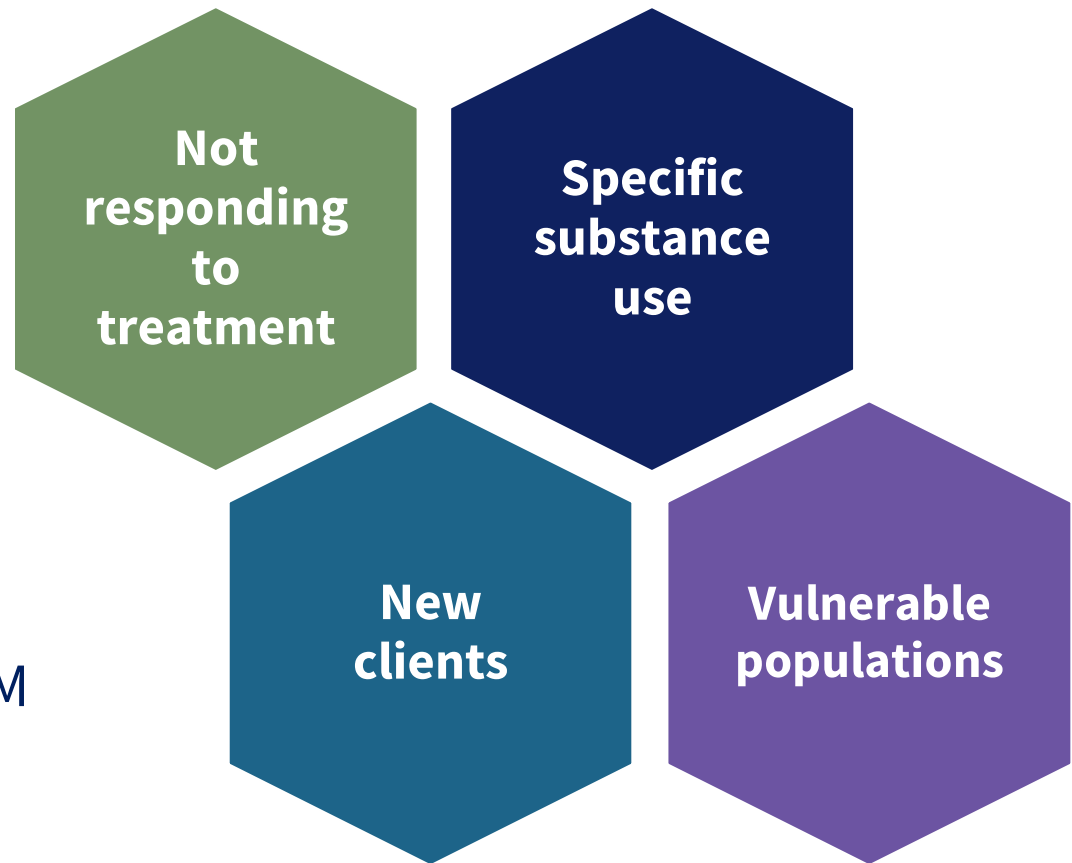 Not
responding
to
treatment
Specific
substance
use
New
clients
Vulnerable
populations
M